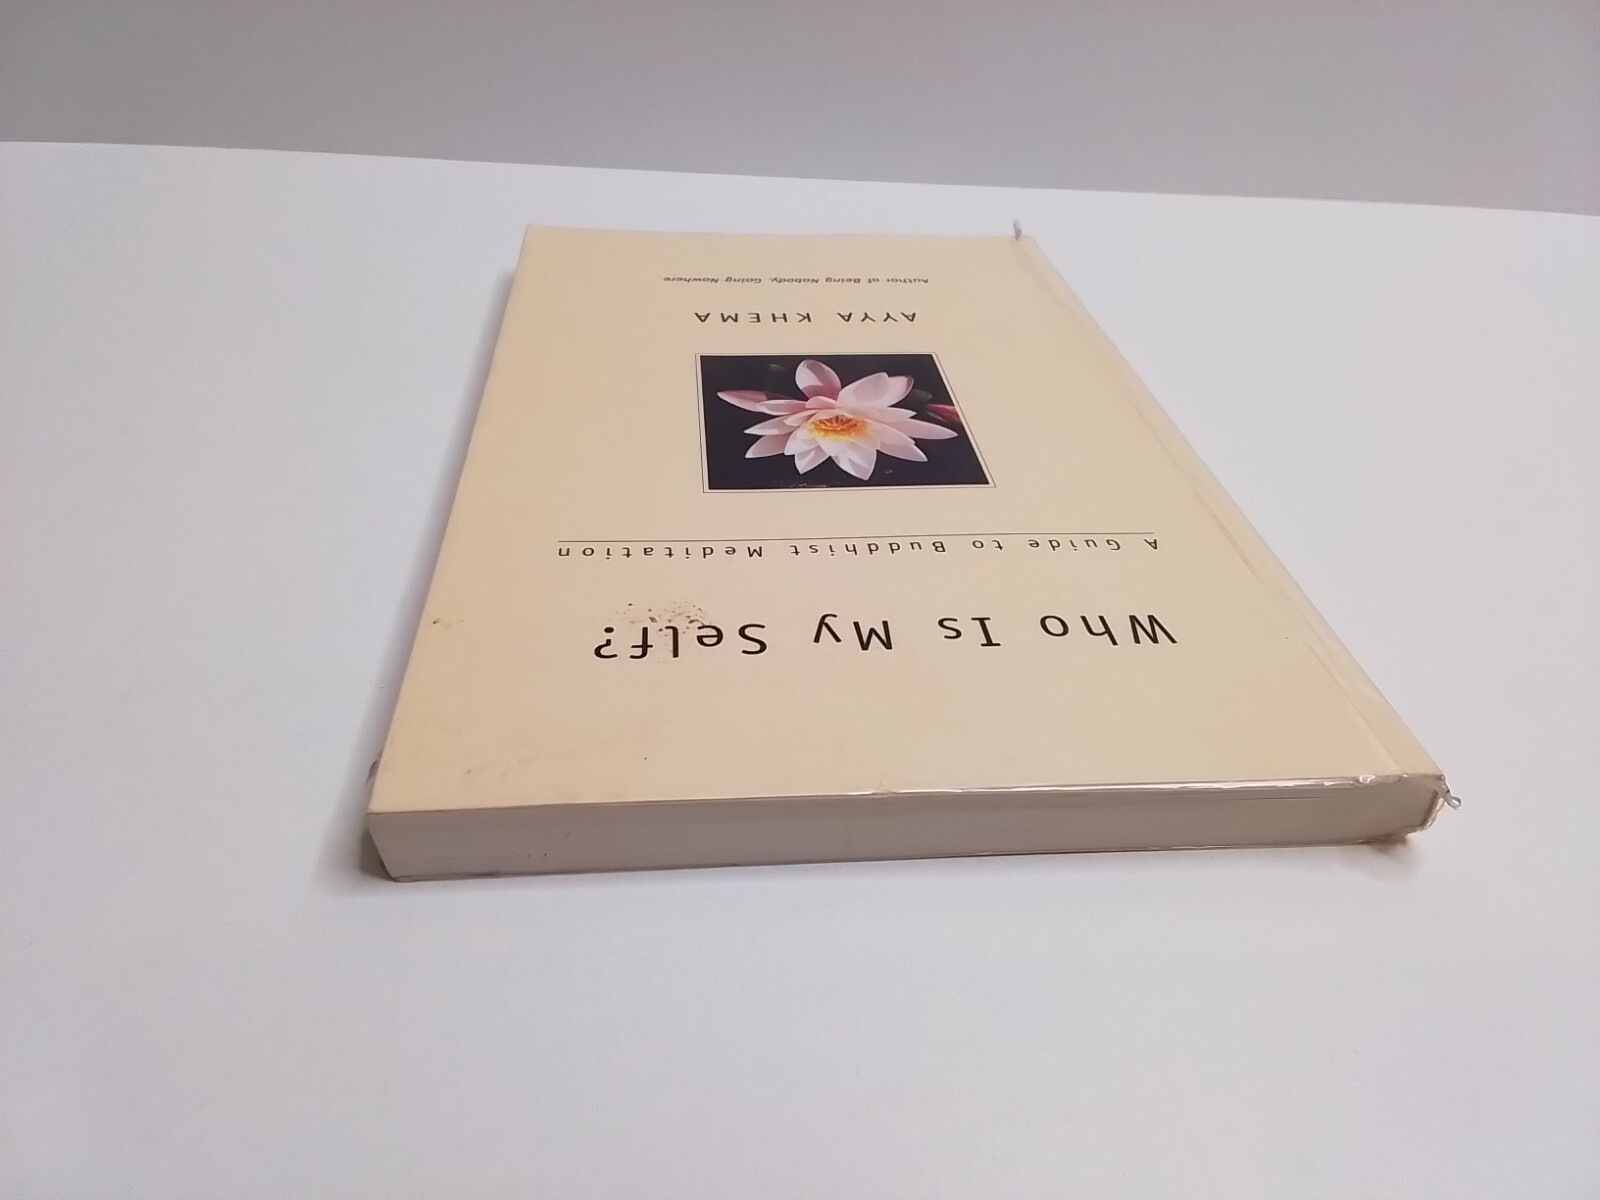 Who Is My Self?
A Guide to Buddhist Meditation
AYYA KHEMA
Author of Being Nobody, Going Nowhere